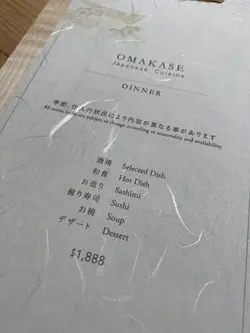 OMAKASE
Japanese Cuisine
DINNER
季節、仕入の状況により内容が異なる事があります
All menu items are subject to change according to seasonality and availability.
酒肴 Selected Dish
和食 Hot Dish
お造り Sashimi
握り寿司 Sushi
お椀 Soup
デザート Dessert
$1,888